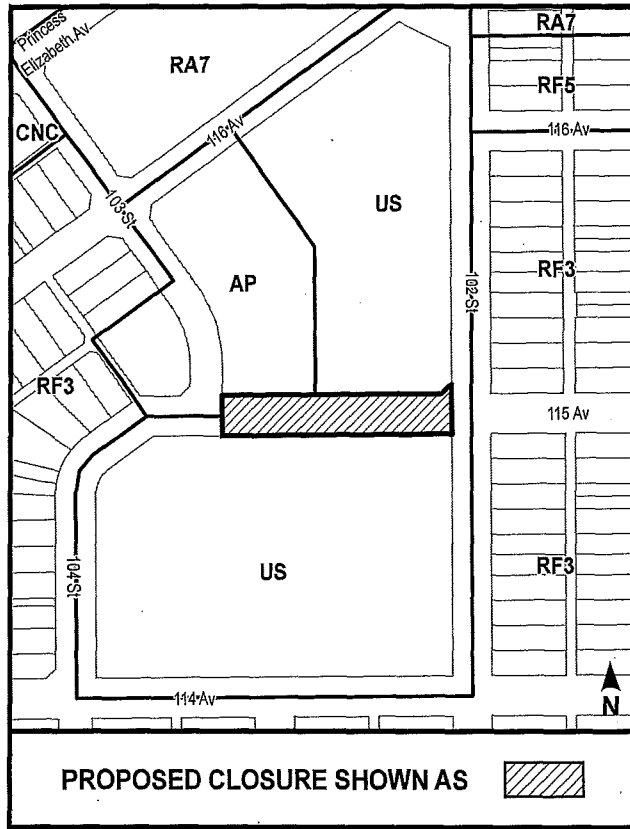 RA7
Princess
Elizabeth Av
RA7
RF5
CNC
116 Av
116 Av
103 St
US
AP
102 St
RF3
RF3
115 Av
104 St
US
RF3
114 Av
N
PROPOSED CLOSURE SHOWN AS